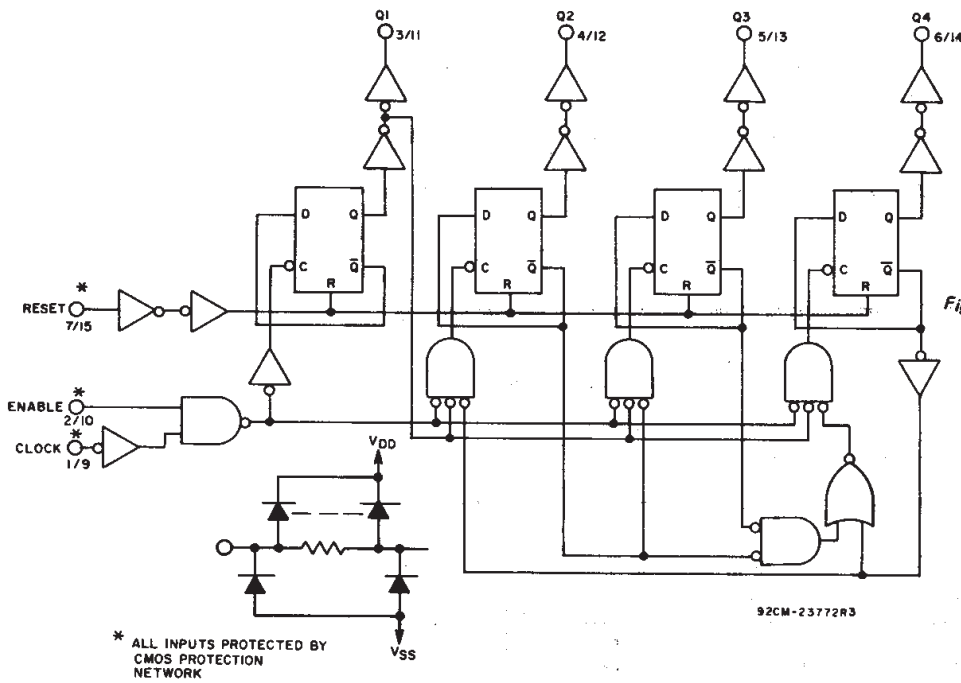 Q1 Q2 Q3 Q4
3/11 4/12 5/13 6/14
D Q D Q D Q D Q
C Q̅ C Q̅ C Q̅ C Q̅
R R R R
*
RESET
7/15
*
ENABLE
2/10
*
CLOCK
1/9
VDD
VSS
92CM-23772R3
* ALL INPUTS PROTECTED BY
CMOS PROTECTION
NETWORK